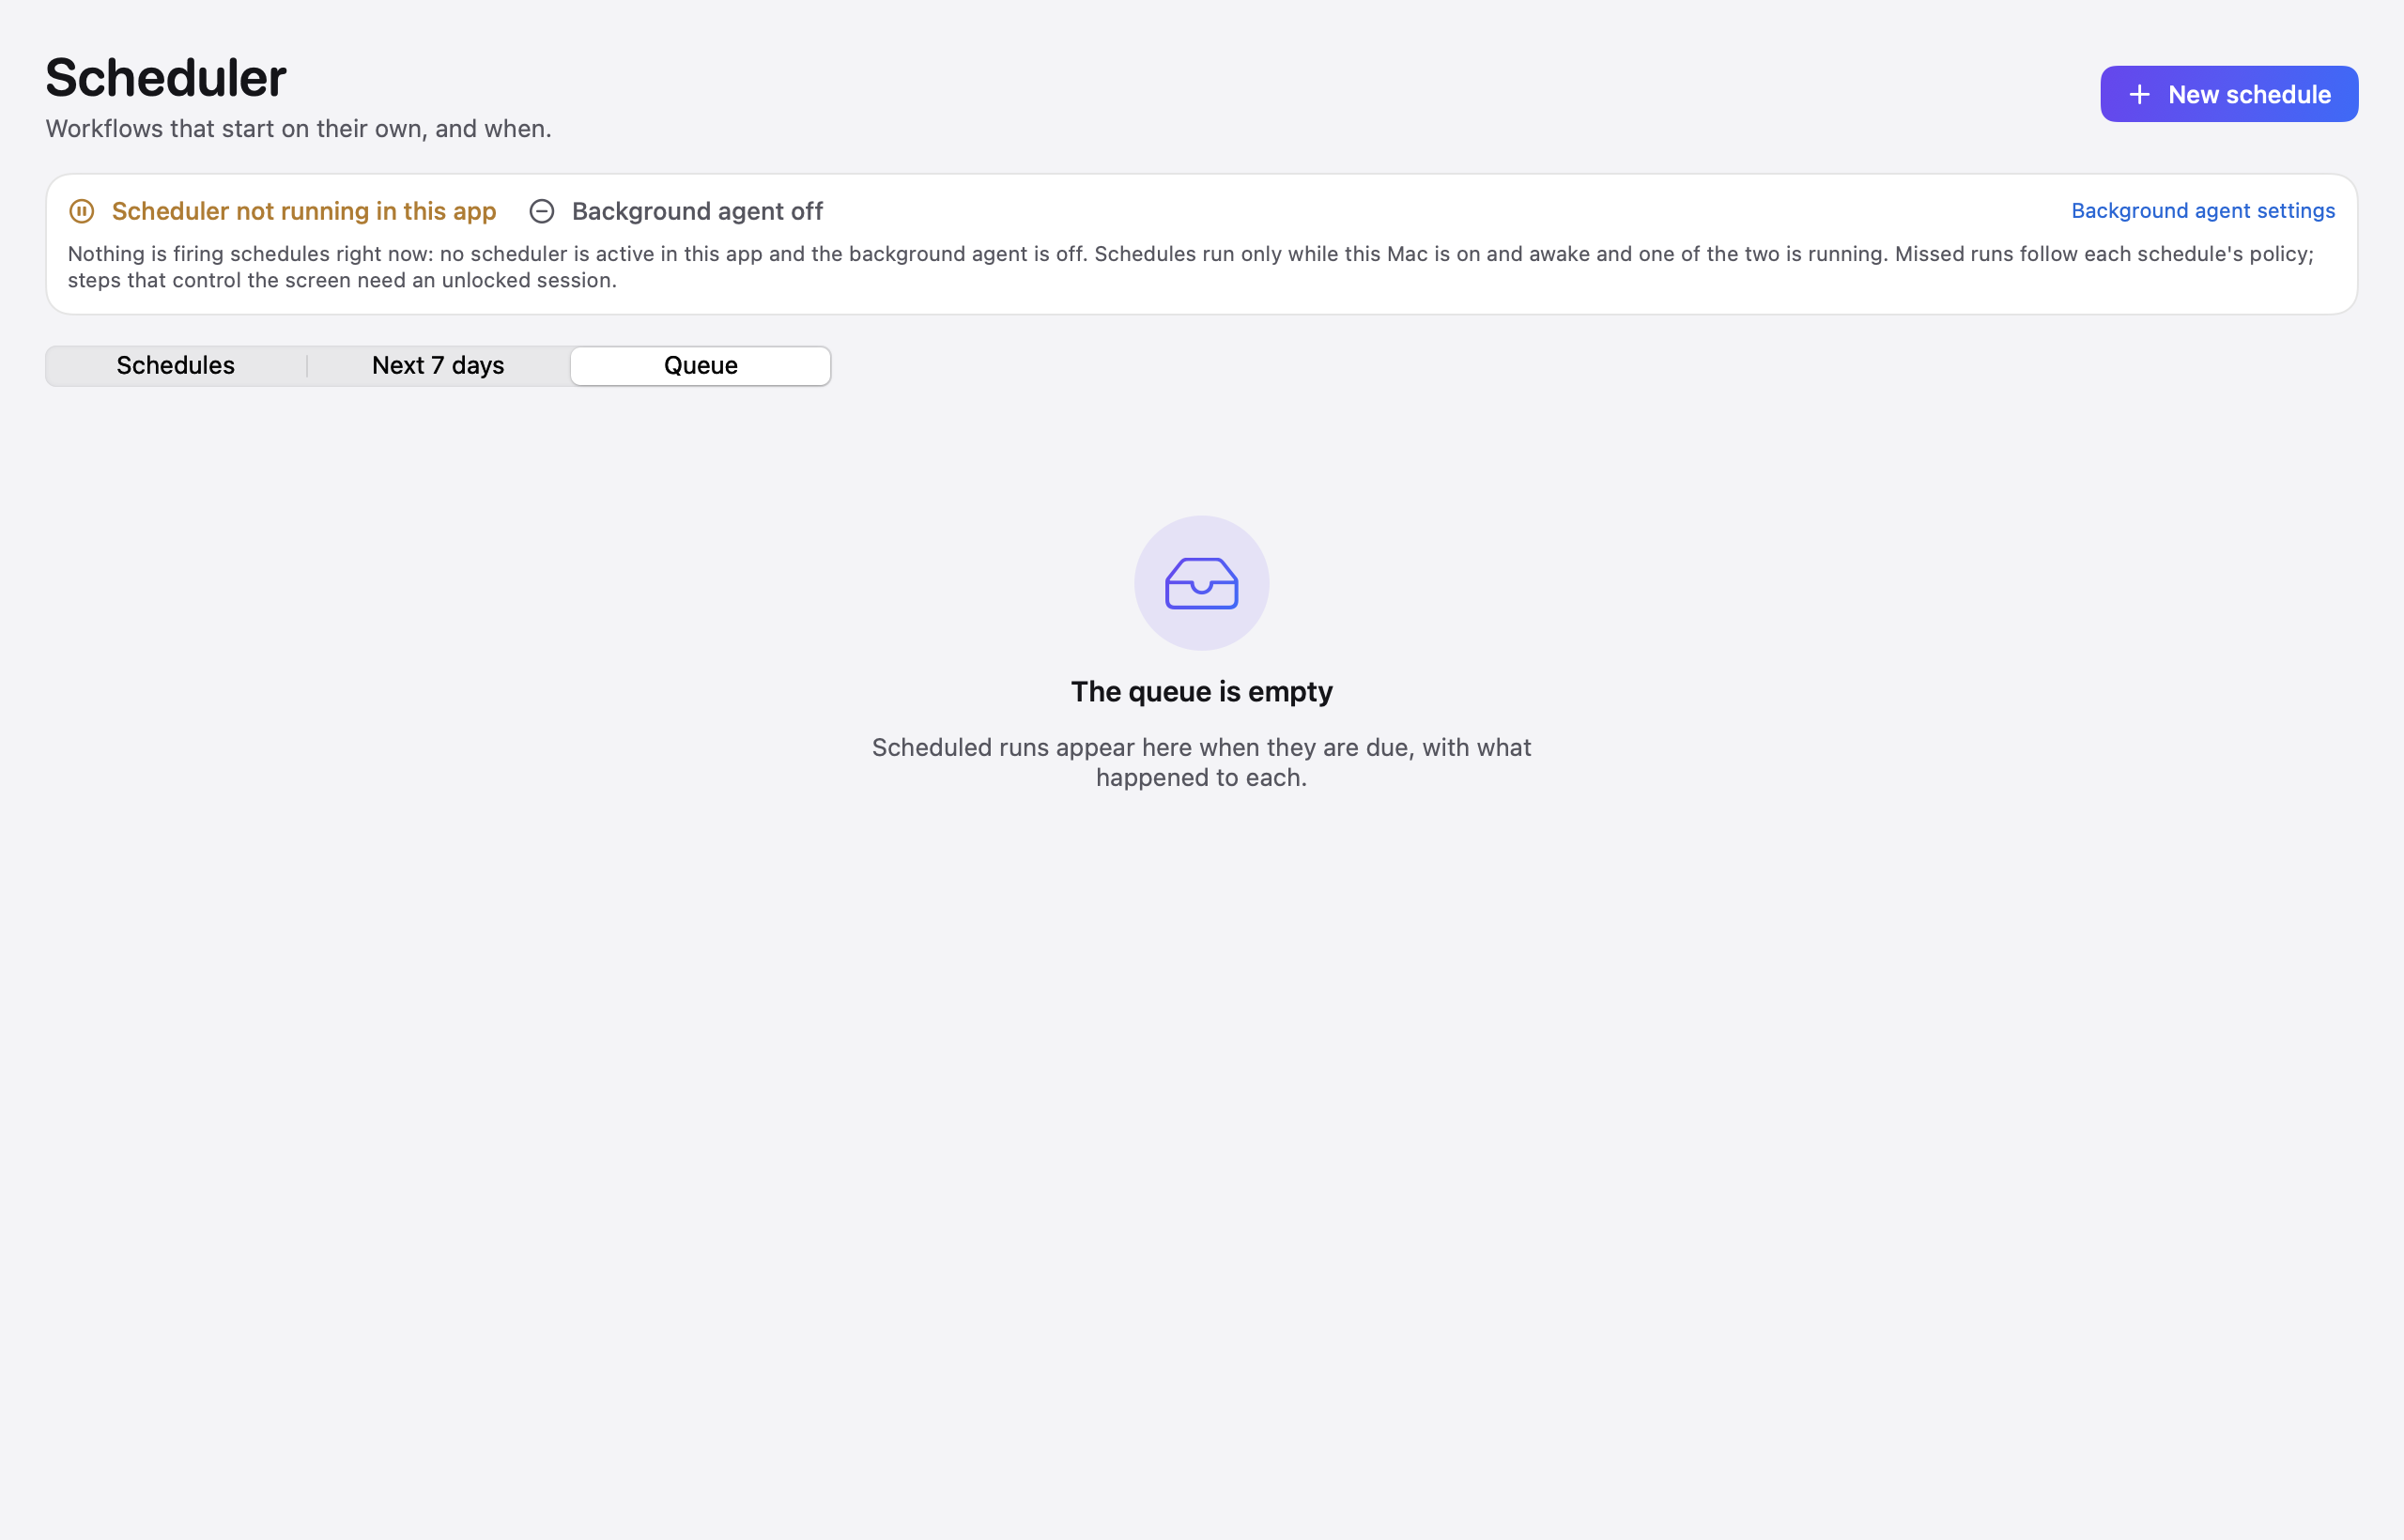 Scheduler
Workflows that start on their own, and when.
New schedule
Scheduler not running in this app
Background agent off
Background agent settings
Nothing is firing schedules right now: no scheduler is active in this app and the background agent is off. Schedules run only while this Mac is on and awake and one of the two is running. Missed runs follow each schedule's policy;
steps that control the screen need an unlocked session.
Schedules
Next 7 days
Queue
The queue is empty
Scheduled runs appear here when they are due, with what
happened to each.